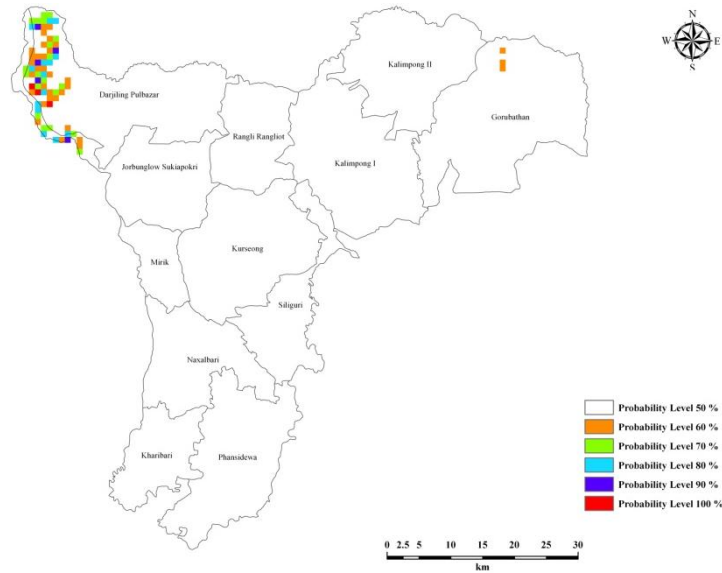 N
W E
S
Kalimpong II
Darjiling Pulbazar
Gorubathan
Rangli Rangliot
Jorbunglow Sukiapokri
Kalimpong I
Kurseong
Mirik
Siliguri
Naxalbari
Kharibari
Phansidewa
Probability Level 50 %
Probability Level 60 %
Probability Level 70 %
Probability Level 80 %
Probability Level 90 %
Probability Level 100 %
0 2.5 5 10 15 20 25 30
km